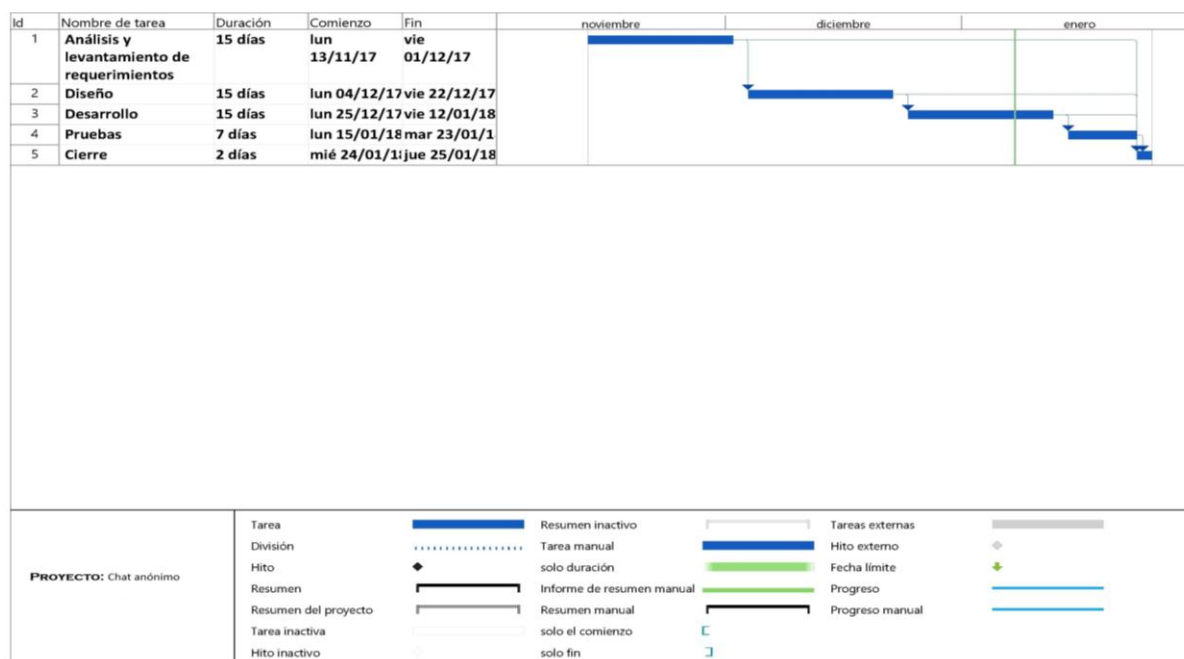 Id Nombre de tarea Duración Comienzo Fin noviembre diciembre enero
1 Análisis y 15 días lun vie
levantamiento de 13/11/17 01/12/17
requerimientos
2 Diseño 15 días lun 04/12/17 vie 22/12/17
3 Desarrollo 15 días lun 25/12/17 vie 12/01/18
4 Pruebas 7 días lun 15/01/18 mar 23/01/1
5 Cierre 2 días mié 24/01/1 jue 25/01/18
PROYECTO: Chat anónimo
Tarea Resumen inactivo Tareas externas
División Tarea manual Hito externo
Hito solo duración Fecha límite
Resumen Informe de resumen manual Progreso
Resumen del proyecto Resumen manual Progreso manual
Tarea inactiva solo el comienzo
Hito inactivo solo fin